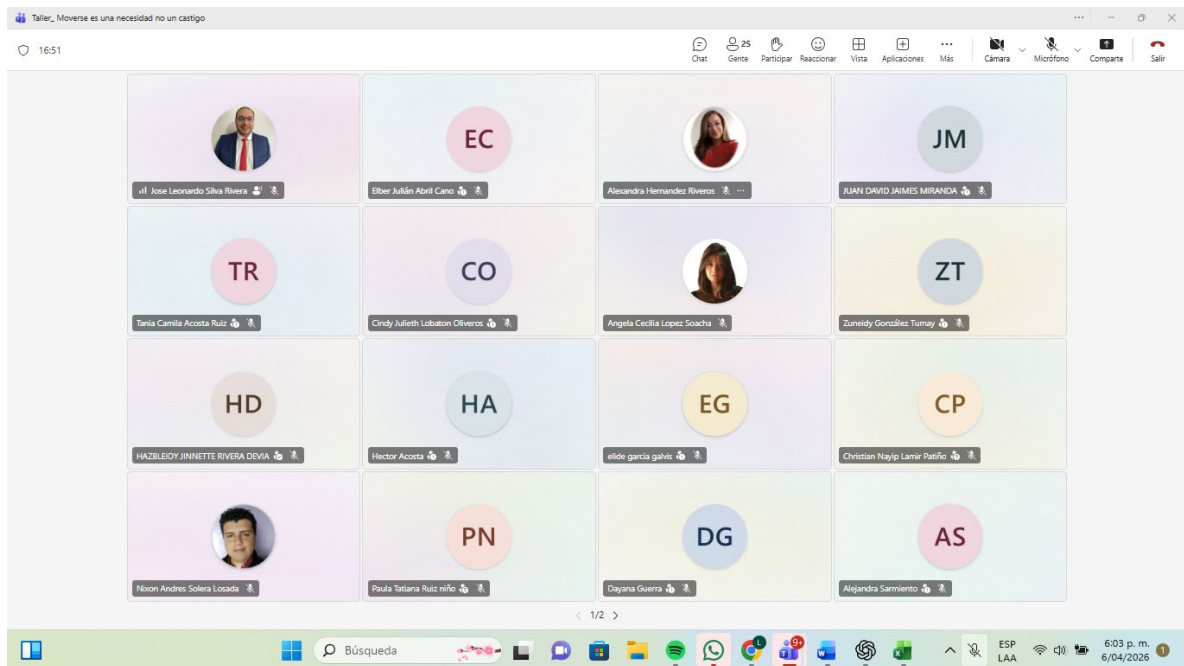 Taller_ Moverse es una necesidad no un castigo
16:51
25
Chat Gente Participar Reaccionar Vista Aplicaciones Más Cámara Micrófono Comparte Salir
Jose Leonardo Silva Rivera
EC
Elber Julián Abril Cano
Alexandra Hernandez Riveros
JM
JUAN DAVID JAIMES MIRANDA
TR
Tania Camila Acosta Ruiz
CO
Cindy Julieth Lobaton Oliveros
Angela Cecilia Lopez Soacha
ZT
Zuneidy González Tumay
HD
HAZBLEIDY JINNETTE RIVERA DEVIA
HA
Hector Acosta
EG
elide garcia galvis
CP
Christian Nayip Lamir Patiño
Nixon Andres Solera Losada
PN
Paula Tatiana Ruiz niño
DG
Dayana Guerra
AS
Alejandra Sarmiento
1/2
Búsqueda
L
9+
ESP
LAA
6:03 p. m.
6/04/2026
1